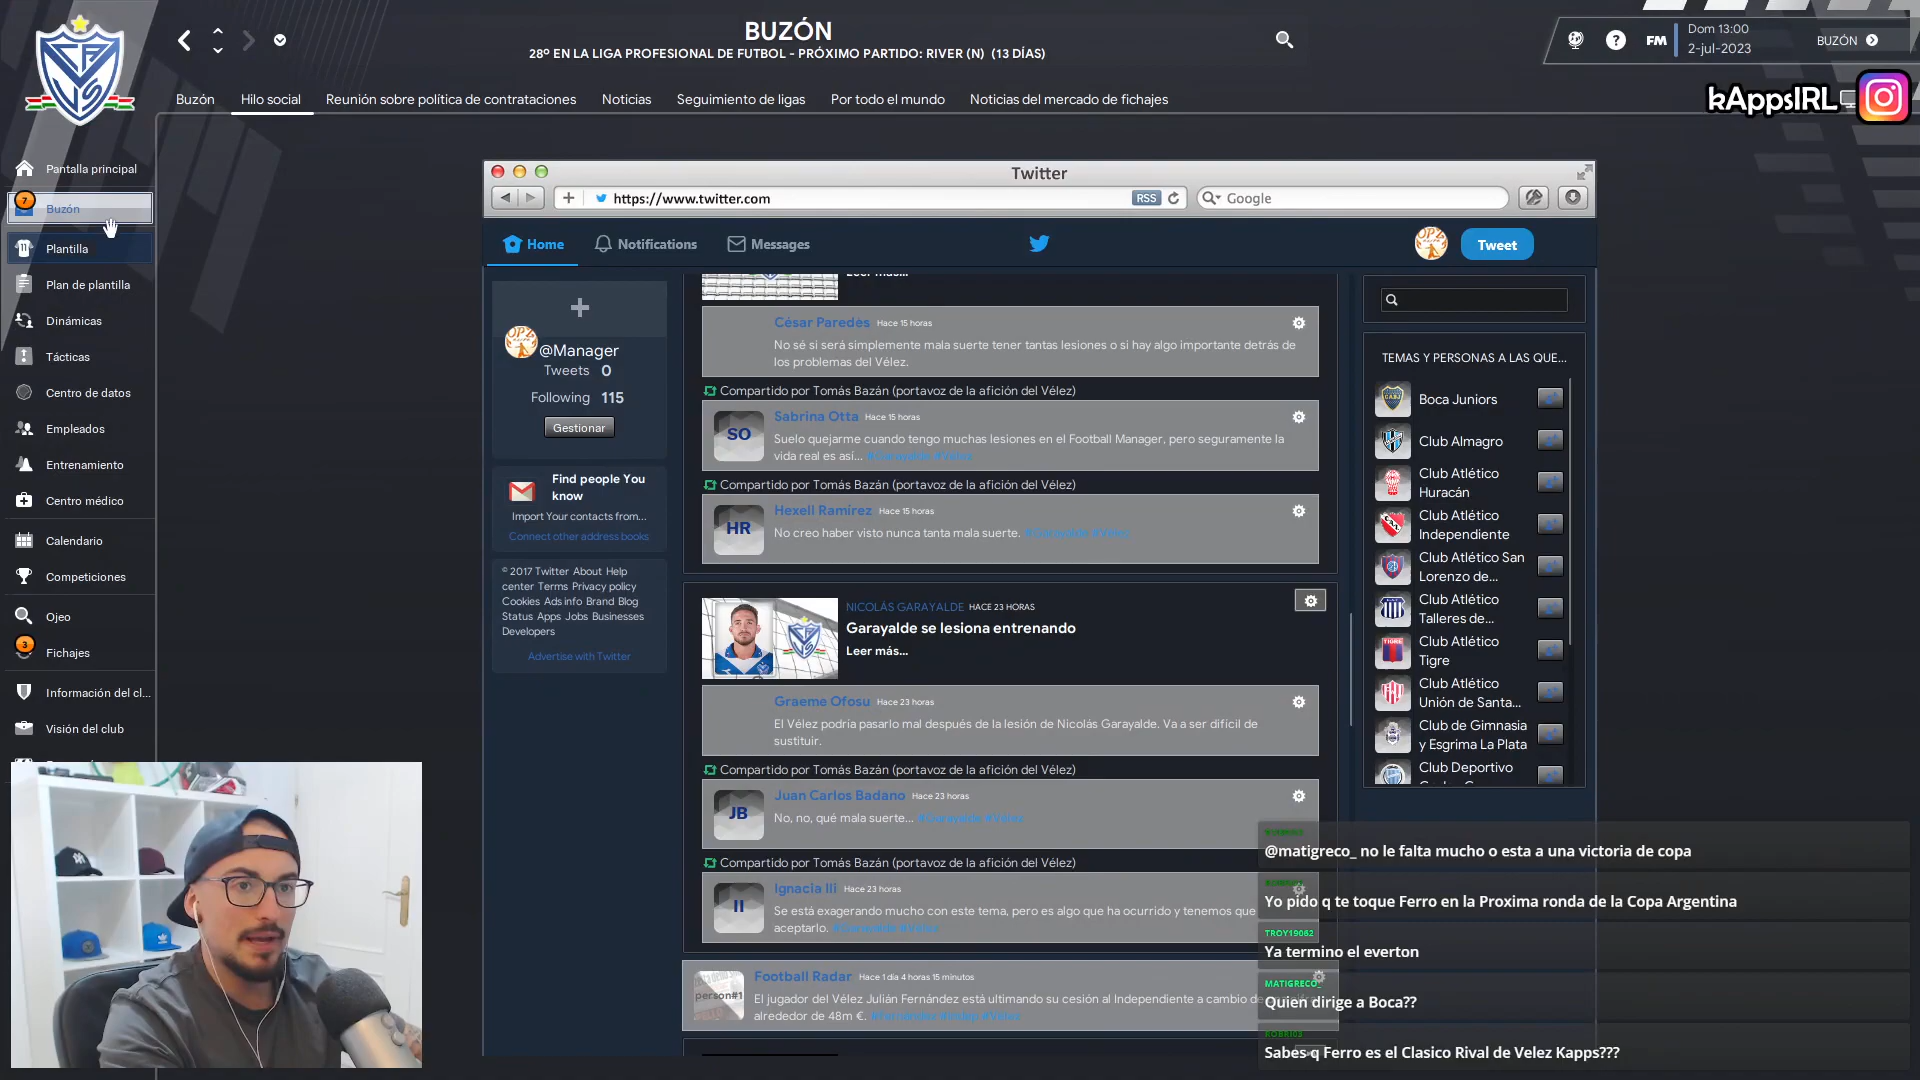 BUZÓN
28º EN LA LIGA PROFESIONAL DE FUTBOL - PRÓXIMO PARTIDO: RIVER (N) (13 DÍAS)
FM
Dom 13:00
2-jul-2023
BUZÓN
kAppsIRL
Buzón
Hilo social
Reunión sobre política de contrataciones
Noticias
Seguimiento de ligas
Por todo el mundo
Noticias del mercado de fichajes
Pantalla principal
7
Buzón
Plantilla
Plan de plantilla
Dinámicas
Tácticas
Centro de datos
Empleados
Entrenamiento
Centro médico
Calendario
Competiciones
Ojeo
3
Fichajes
Información del cl...
Visión del club
Twitter
https://www.twitter.com
RSS
Google
Home
Notifications
Messages
Tweet
@Manager
Tweets 0
Following 115
Gestionar
Find people You
know
Import Your contacts from...
Connect other address books
© 2017 Twitter About Help
center Terms Privacy policy
Cookies Ads info Brand Blog
Status Apps Jobs Businesses
Developers
Advertise with Twitter
Leer más...
César Paredes Hace 15 horas
No sé si será simplemente mala suerte tener tantas lesiones o si hay algo importante detrás de
los problemas del Vélez.
Compartido por Tomás Bazán (portavoz de la afición del Vélez)
SO
Sabrina Otta Hace 15 horas
Suelo quejarme cuando tengo muchas lesiones en el Football Manager, pero seguramente la
vida real es así... #Garayalde #Vélez
Compartido por Tomás Bazán (portavoz de la afición del Vélez)
HR
Hexell Ramírez Hace 15 horas
No creo haber visto nunca tanta mala suerte. #Garayalde #Vélez
NICOLÁS GARAYALDE HACE 23 HORAS
Garayalde se lesiona entrenando
Leer más...
Graeme Ofosu Hace 23 horas
El Vélez podría pasarlo mal después de la lesión de Nicolás Garayalde. Va a ser difícil de
sustituir.
Compartido por Tomás Bazán (portavoz de la afición del Vélez)
JB
Juan Carlos Badano Hace 23 horas
No, no, qué mala suerte... #Garayalde #Vélez
Compartido por Tomás Bazán (portavoz de la afición del Vélez)
II
Ignacia Illi Hace 23 horas
Se está exagerando mucho con este tema, pero es algo que ha ocurrido y tenemos que
aceptarlo. #Garayalde #Vélez
person#1
Football Radar Hace 1 día 4 horas 15 minutos
El jugador del Vélez Julián Fernández está ultimando su cesión al Independiente a cambio de
alrededor de 48m €.
TEMAS Y PERSONAS A LAS QUE...
Boca Juniors
Club Almagro
Club Atlético
Huracán
Club Atlético
Independiente
Club Atlético San
Lorenzo de...
Club Atlético
Talleres de...
Club Atlético
Tigre
Club Atlético
Unión de Santa...
Club de Gimnasia
y Esgrima La Plata
Club Deportivo
@matigreco_ no le falta mucho o esta a una victoria de copa
Yo pido q te toque Ferro en la Proxima ronda de la Copa Argentina
TROY19082
Ya termino el everton
MATIGRECO_
Quien dirige a Boca??
ROBRI03
Sabes q Ferro es el Clasico Rival de Velez Kapps???